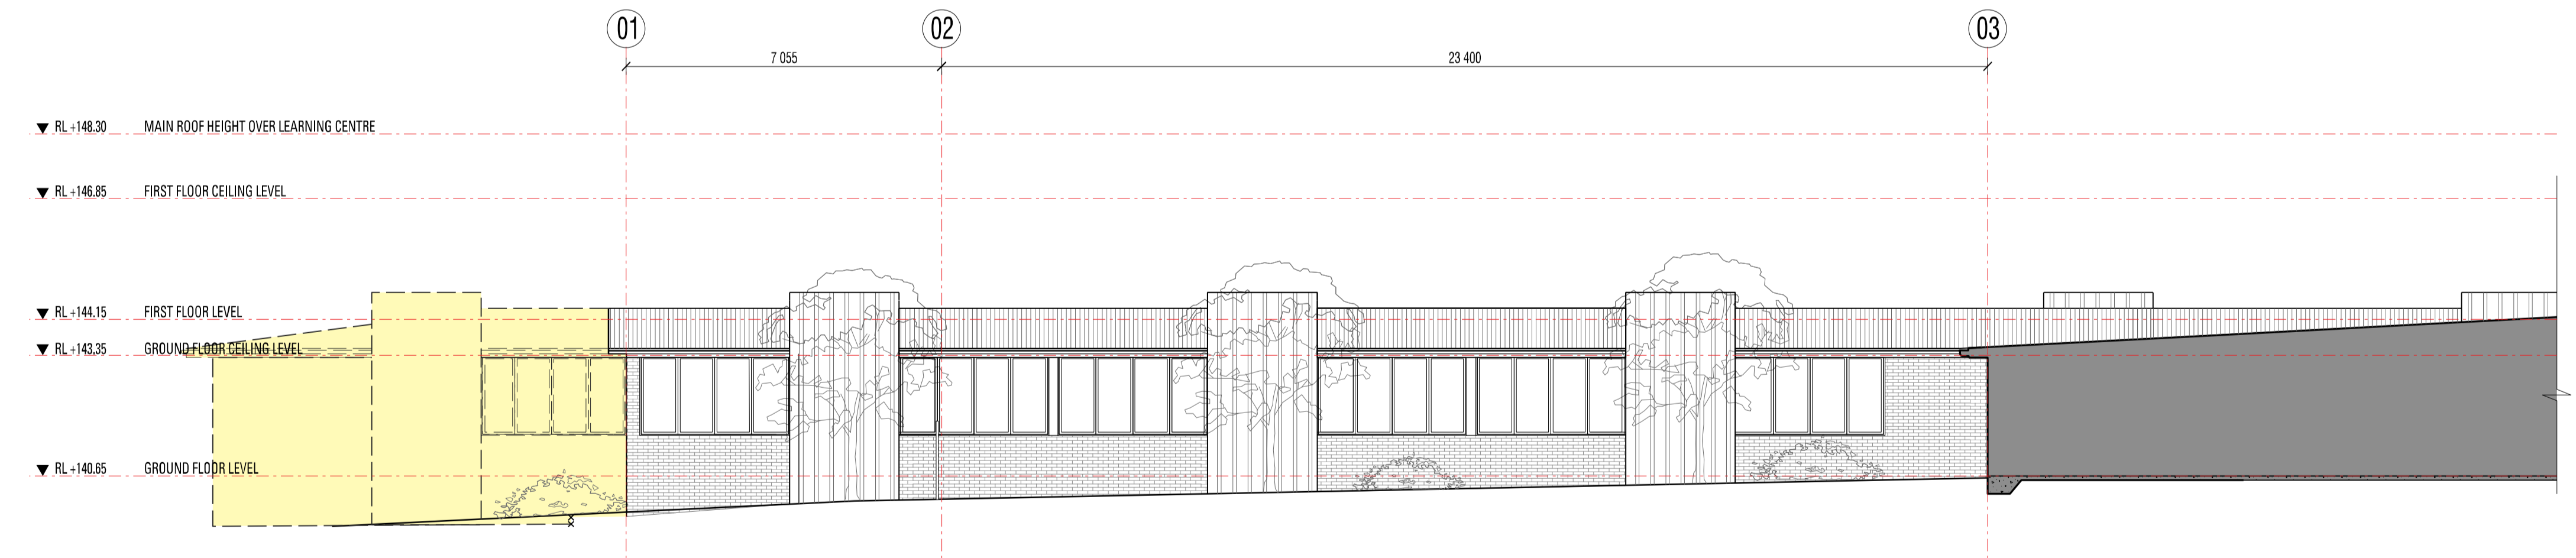 01 02 03
7 055 23 400
RL +148.30 MAIN ROOF HEIGHT OVER LEARNING CENTRE
RL +146.85 FIRST FLOOR CEILING LEVEL
RL +144.15 FIRST FLOOR LEVEL
RL +143.35 GROUND FLOOR CEILING LEVEL
RL +140.65 GROUND FLOOR LEVEL